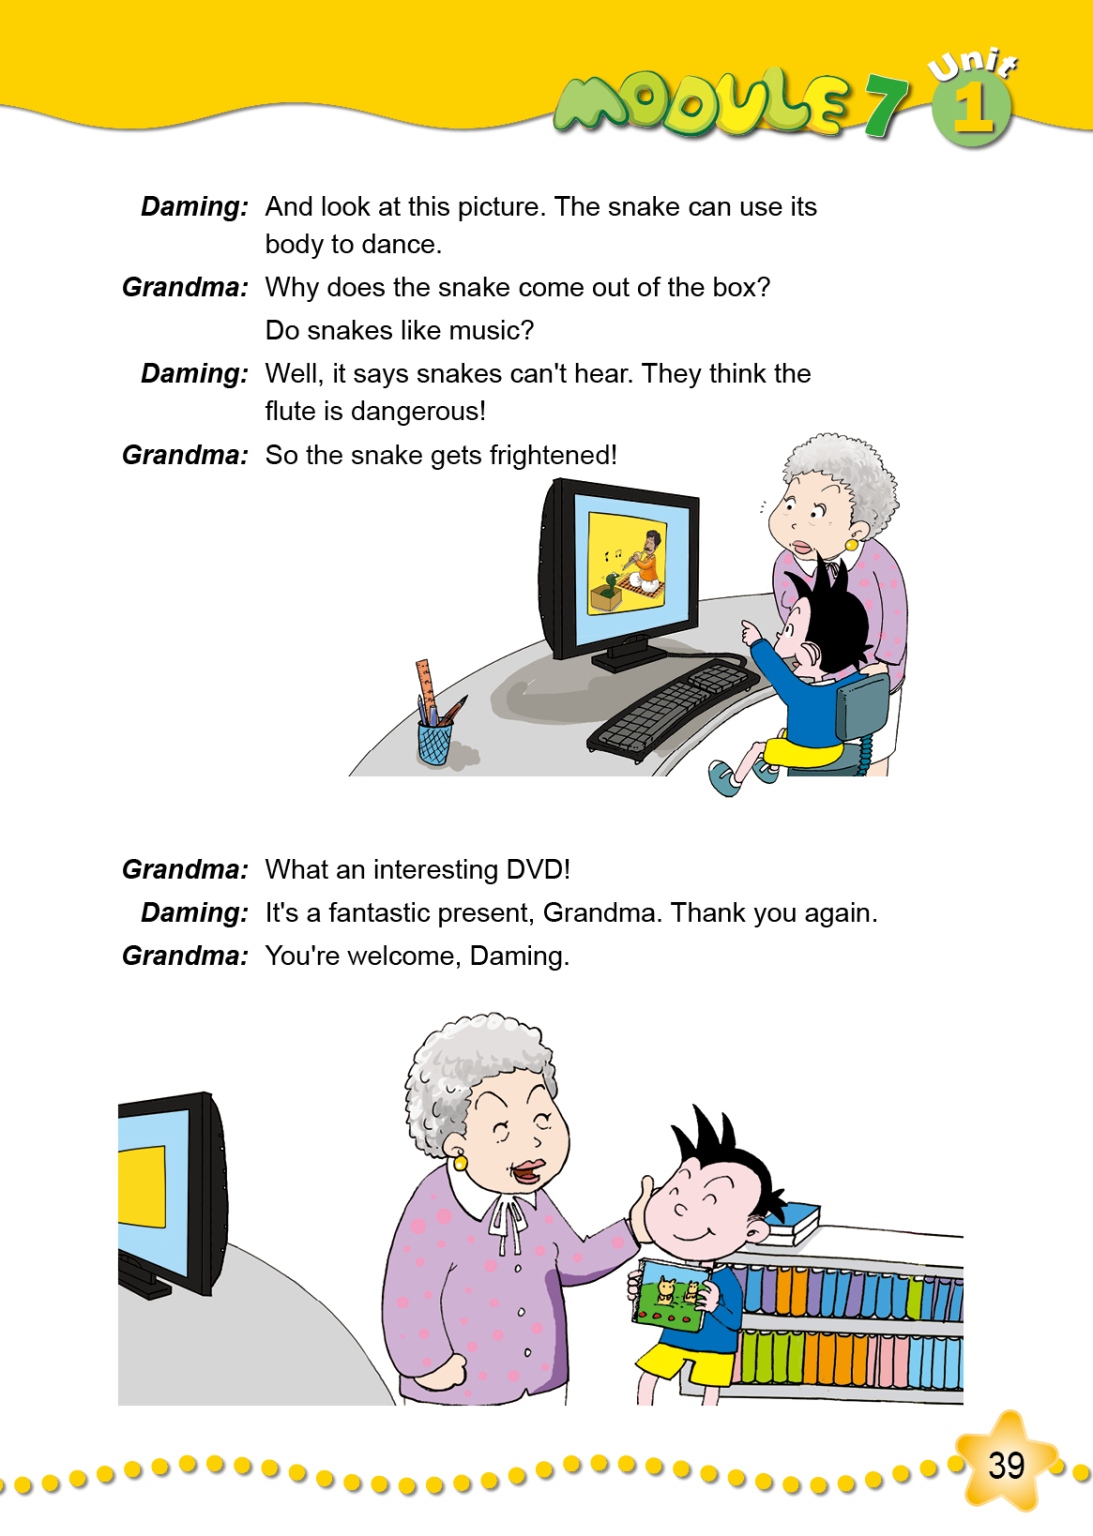 MODULE 7 Unit 1
Daming: And look at this picture. The snake can use its
body to dance.
Grandma: Why does the snake come out of the box?
Do snakes like music?
Daming: Well, it says snakes can't hear. They think the
flute is dangerous!
Grandma: So the snake gets frightened!
Grandma: What an interesting DVD!
Daming: It's a fantastic present, Grandma. Thank you again.
Grandma: You're welcome, Daming.
39